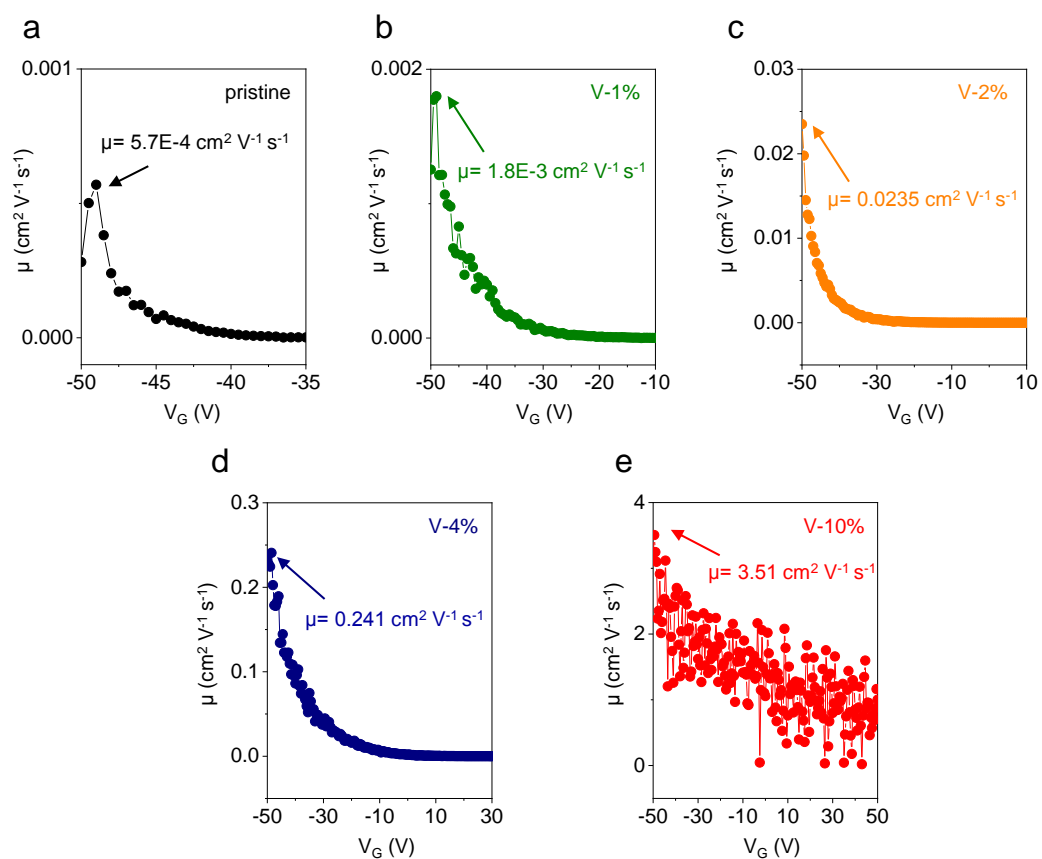 a
0.001
pristine
μ= 5.7E-4 cm² V⁻¹ s⁻¹
0.000
μ (cm² V⁻¹ s⁻¹)
-50 -45 -40 -35
V_G (V)
b
0.002
V-1%
μ= 1.8E-3 cm² V⁻¹ s⁻¹
0.000
μ (cm² V⁻¹ s⁻¹)
-50 -40 -30 -20 -10
V_G (V)
c
0.03
V-2%
0.02
μ= 0.0235 cm² V⁻¹ s⁻¹
0.01
0.00
μ (cm² V⁻¹ s⁻¹)
-50 -30 -10 10
V_G (V)
d
0.3
V-4%
0.2
μ= 0.241 cm² V⁻¹ s⁻¹
0.1
0.0
μ (cm² V⁻¹ s⁻¹)
-50 -30 -10 10 30
V_G (V)
e
4
V-10%
μ= 3.51 cm² V⁻¹ s⁻¹
2
0
μ (cm² V⁻¹ s⁻¹)
-50 -30 -10 10 30 50
V_G (V)